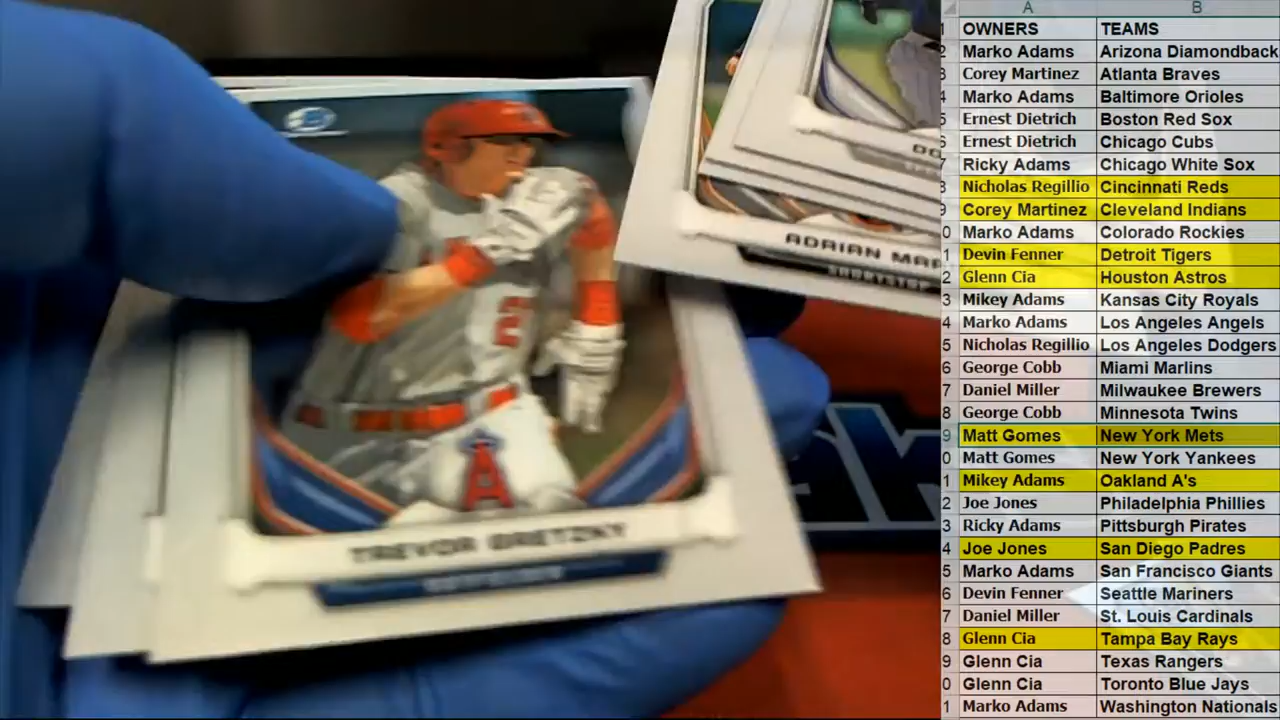 TREVOR GRETZKY
ADRIAN MAR
SHORTSTOP
DO
A
2
A B
OWNERS TEAMS
Marko Adams Arizona Diamondback
Corey Martinez Atlanta Braves
Marko Adams Baltimore Orioles
Ernest Dietrich Boston Red Sox
Ernest Dietrich Chicago Cubs
Ricky Adams Chicago White Sox
Nicholas Regillio Cincinnati Reds
Corey Martinez Cleveland Indians
Marko Adams Colorado Rockies
Devin Fenner Detroit Tigers
Glenn Cia Houston Astros
Mikey Adams Kansas City Royals
Marko Adams Los Angeles Angels
Nicholas Regillio Los Angeles Dodgers
George Cobb Miami Marlins
Daniel Miller Milwaukee Brewers
George Cobb Minnesota Twins
Matt Gomes New York Mets
Matt Gomes New York Yankees
Mikey Adams Oakland A's
Joe Jones Philadelphia Phillies
Ricky Adams Pittsburgh Pirates
Joe Jones San Diego Padres
Marko Adams San Francisco Giants
Devin Fenner Seattle Mariners
Daniel Miller St. Louis Cardinals
Glenn Cia Tampa Bay Rays
Glenn Cia Texas Rangers
Glenn Cia Toronto Blue Jays
Marko Adams Washington Nationals